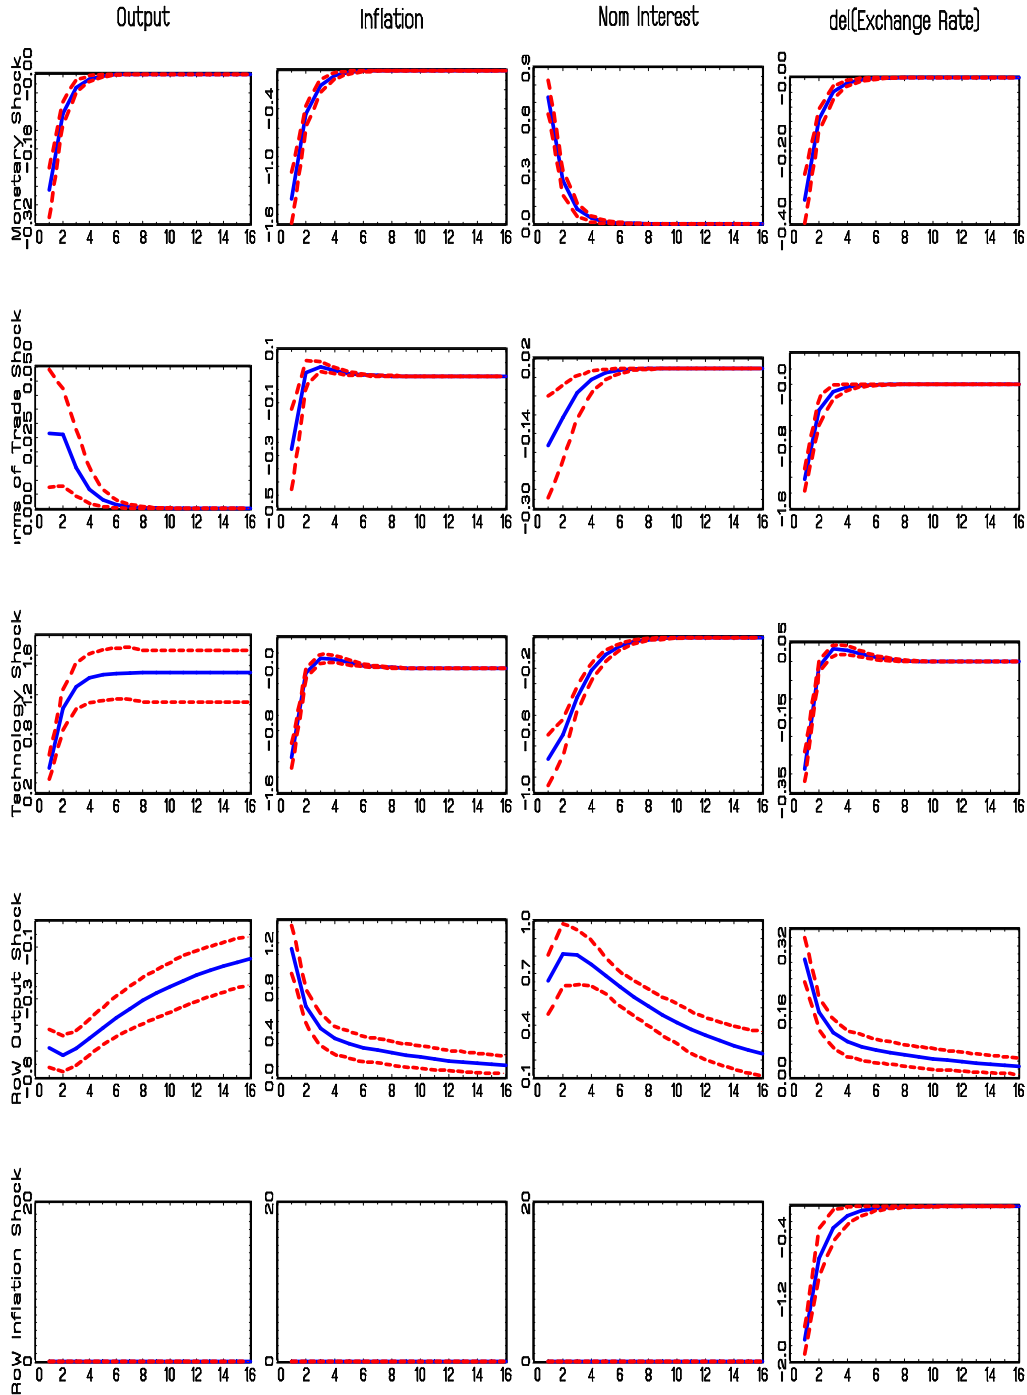 Output
Inflation
Nom Interest
del(Exchange Rate)
Monetary Shock
-0.00
-0.16
-0.32
0 2 4 6 8 10 12 14 16
-0.4
-1.0
-1.6
0 2 4 6 8 10 12 14 16
0.9
0.6
0.3
0.0
0 2 4 6 8 10 12 14 16
-0.00
-0.20
-0.40
0 2 4 6 8 10 12 14 16
rms of Trade Shock
0.050
0.025
0.000
0 2 4 6 8 10 12 14 16
0.1
-0.1
-0.3
-0.5
0 2 4 6 8 10 12 14 16
0.02
-0.14
-0.30
0 2 4 6 8 10 12 14 16
-0.0
-0.8
-1.6
0 2 4 6 8 10 12 14 16
Technology Shock
1.6
1.2
0.8
0.2
0 2 4 6 8 10 12 14 16
-0.0
-0.8
-1.6
0 2 4 6 8 10 12 14 16
-0.2
-0.6
-1.0
0 2 4 6 8 10 12 14 16
0.05
-0.15
-0.35
0 2 4 6 8 10 12 14 16
RoW Output Shock
-0.1
-0.3
-0.6
0 2 4 6 8 10 12 14 16
1.2
0.8
0.4
0.0
0 2 4 6 8 10 12 14 16
1.0
0.7
0.4
0.1
0 2 4 6 8 10 12 14 16
0.32
0.16
0.00
0 2 4 6 8 10 12 14 16
RoW Inflation Shock
20
0
0 2 4 6 8 10 12 14 16
20
0
0 2 4 6 8 10 12 14 16
20
0
0 2 4 6 8 10 12 14 16
-0.4
-1.2
-2.0
0 2 4 6 8 10 12 14 16